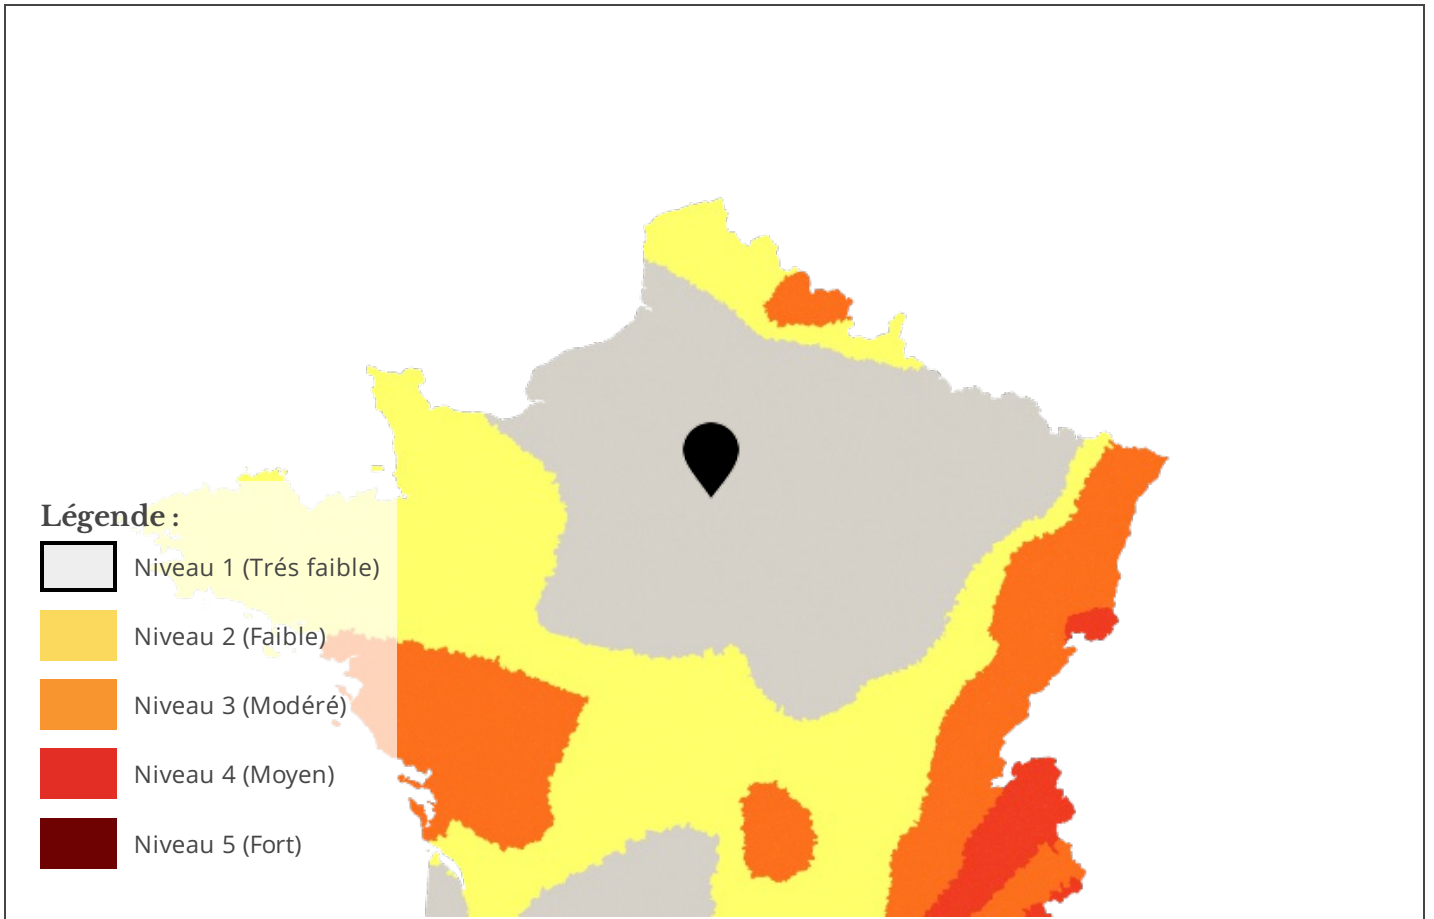 Légende :
Niveau 1 (Trés faible)
Niveau 2 (Faible)
Niveau 3 (Modéré)
Niveau 4 (Moyen)
Niveau 5 (Fort)